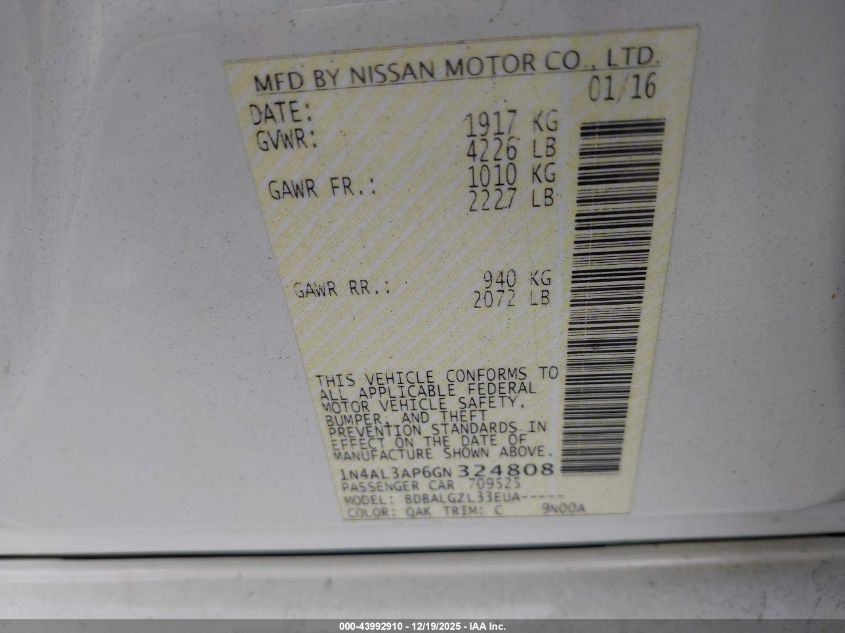 MFD BY NISSAN MOTOR CO., LTD.
DATE: 01/16
GVWR: 1917 KG
4226 LB
GAWR FR.: 1010 KG
2227 LB
GAWR RR.: 940 KG
2072 LB
THIS VEHICLE CONFORMS TO
ALL APPLICABLE FEDERAL
MOTOR VEHICLE SAFETY,
BUMPER, AND THEFT
PREVENTION STANDARDS IN
EFFECT ON THE DATE OF
MANUFACTURE SHOWN ABOVE.
1N4AL3AP6GN324808
PASSENGER CAR 709525
MODEL: BDBALGZL33EUA-----
COLOR: QAK TRIM: C 9N00A
000-43992910 - 12/19/2025 - IAA Inc.